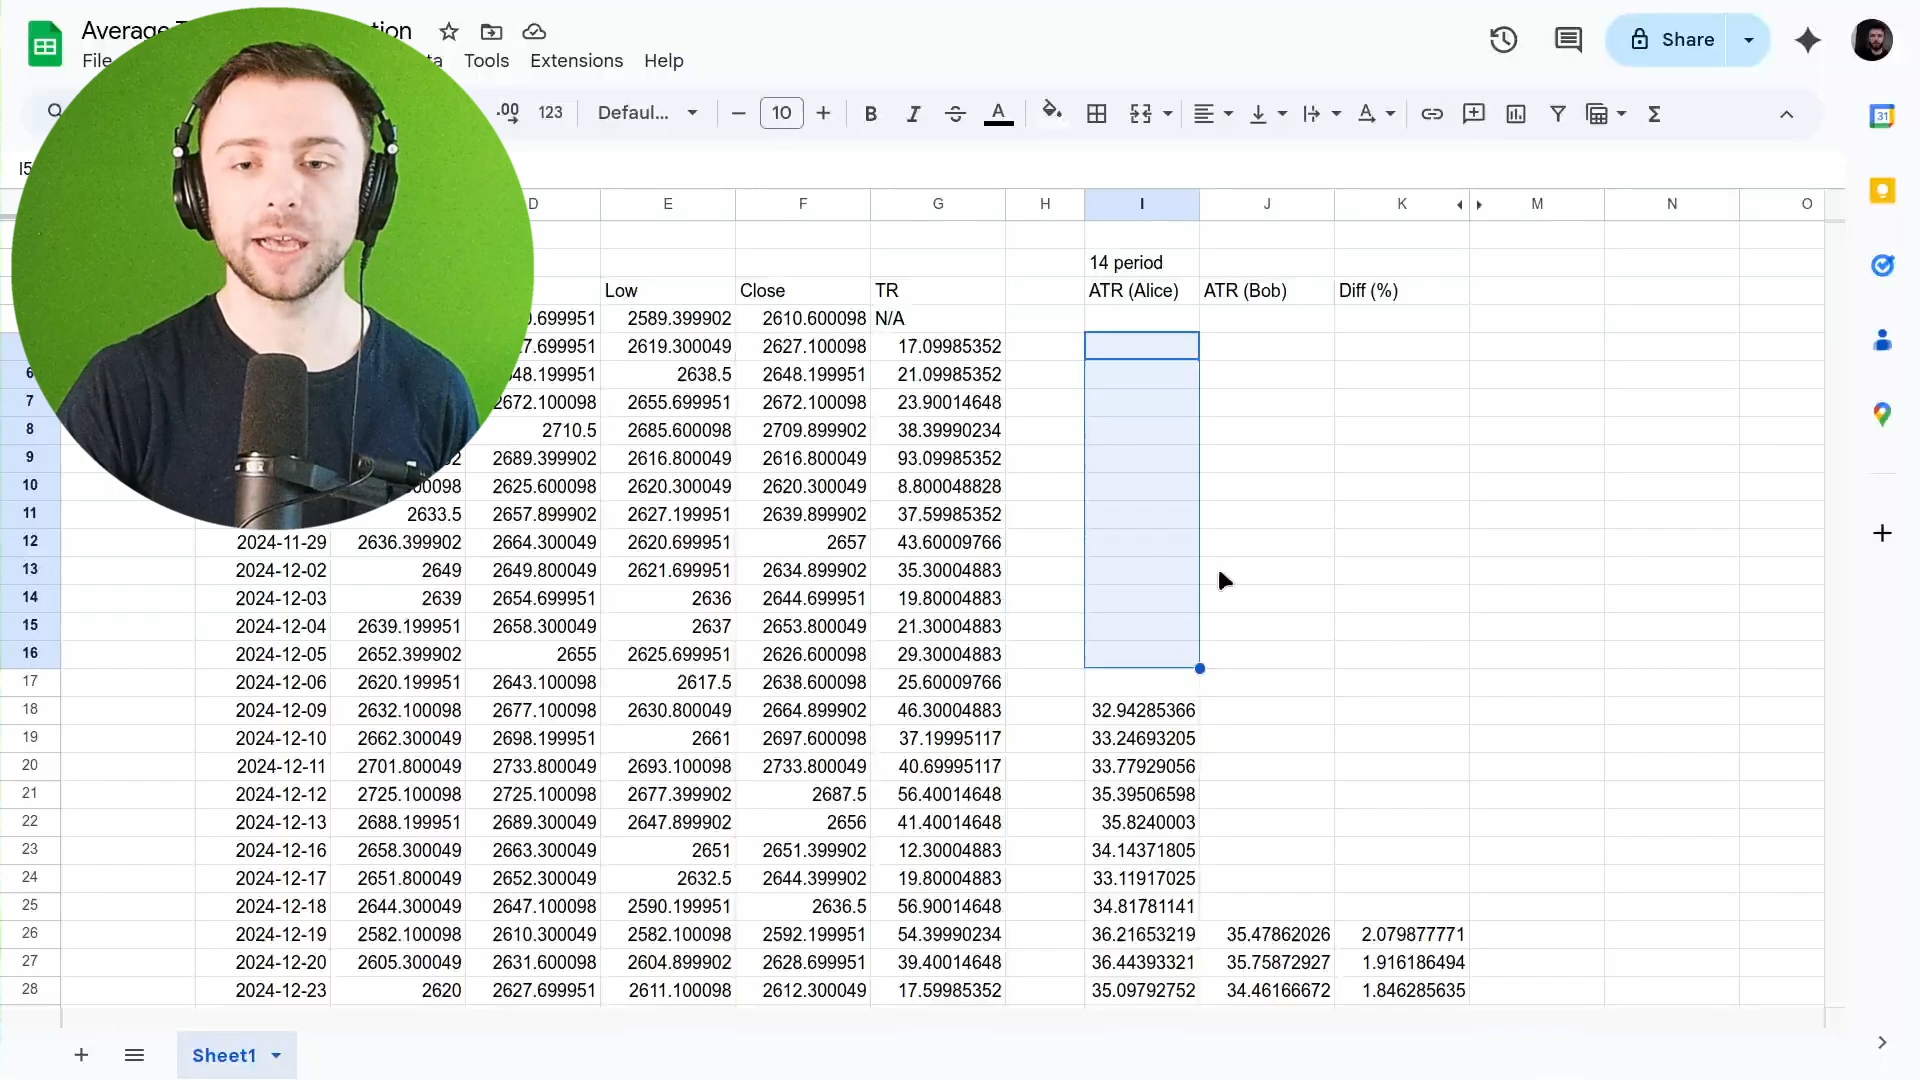 Average T
tion
File
ta Tools Extensions Help
Share
.00 123 Defaul... 10 B I A
31
I5
D E F G H I J K M N O
14 period
Low Close TR ATR (Alice) ATR (Bob) Diff (%)
0.699951 2589.399902 2610.600098 N/A
7.699951 2619.300049 2627.100098 17.09985352
6 48.199951 2638.5 2648.199951 21.09985352
7 2672.100098 2655.699951 2672.100098 23.90014648
8 2710.5 2685.600098 2709.899902 38.39990234
9 2 2689.399902 2616.800049 2616.800049 93.09985352
10 00098 2625.600098 2620.300049 2620.300049 8.800048828
11 2633.5 2657.899902 2627.199951 2639.899902 37.59985352
12 2024-11-29 2636.399902 2664.300049 2620.699951 2657 43.60009766
13 2024-12-02 2649 2649.800049 2621.699951 2634.899902 35.30004883
14 2024-12-03 2639 2654.699951 2636 2644.699951 19.80004883
15 2024-12-04 2639.199951 2658.300049 2637 2653.800049 21.30004883
16 2024-12-05 2652.399902 2655 2625.699951 2626.600098 29.30004883
17 2024-12-06 2620.199951 2643.100098 2617.5 2638.600098 25.60009766
18 2024-12-09 2632.100098 2677.100098 2630.800049 2664.899902 46.30004883 32.94285366
19 2024-12-10 2662.300049 2698.199951 2661 2697.600098 37.19995117 33.24693205
20 2024-12-11 2701.800049 2733.800049 2693.100098 2733.800049 40.69995117 33.77929056
21 2024-12-12 2725.100098 2725.100098 2677.399902 2687.5 56.40014648 35.39506598
22 2024-12-13 2688.199951 2689.300049 2647.899902 2656 41.40014648 35.8240003
23 2024-12-16 2658.300049 2663.300049 2651 2651.399902 12.30004883 34.14371805
24 2024-12-17 2651.800049 2652.300049 2632.5 2644.399902 19.80004883 33.11917025
25 2024-12-18 2644.300049 2647.100098 2590.199951 2636.5 56.90014648 34.81781141
26 2024-12-19 2582.100098 2610.300049 2582.100098 2592.199951 54.39990234 36.21653219 35.47862026 2.079877771
27 2024-12-20 2605.300049 2631.600098 2604.899902 2628.699951 39.40014648 36.44393321 35.75872927 1.916186494
28 2024-12-23 2620 2627.699951 2611.100098 2612.300049 17.59985352 35.09792752 34.46166672 1.846285635
Sheet1